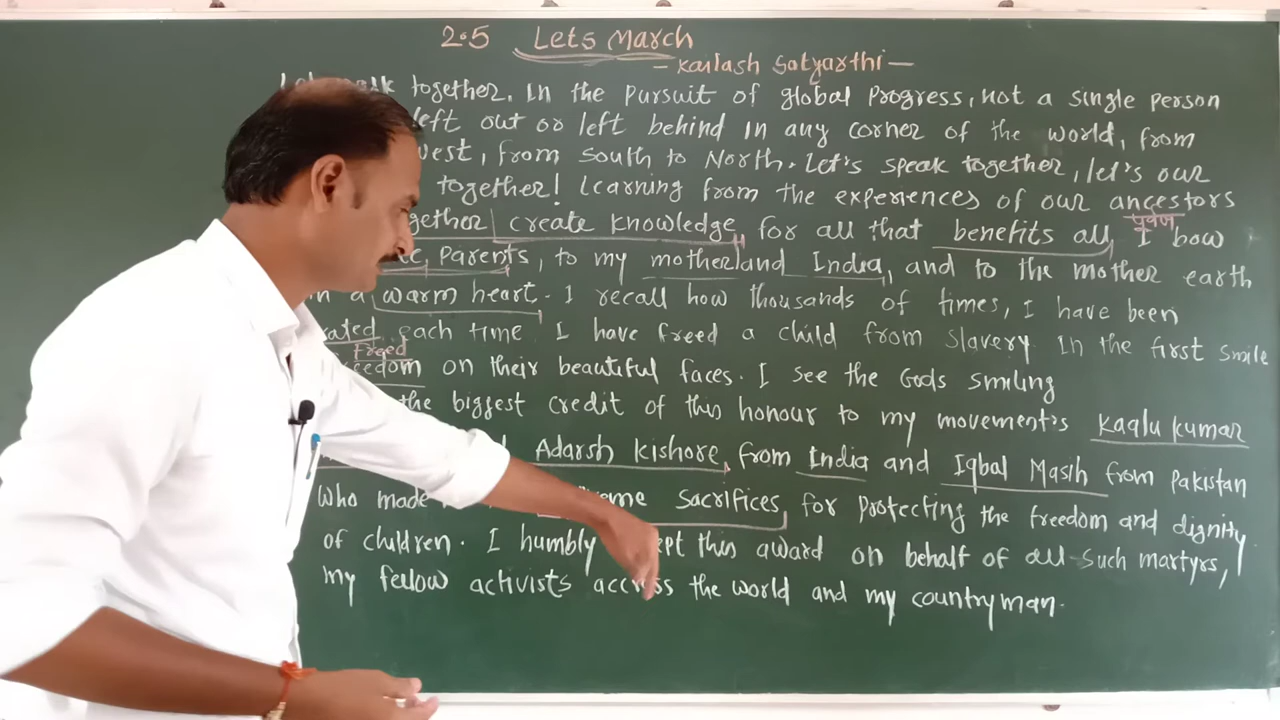 2.5 Lets March
- Kailash Satyarthi -
together. In the pursuit of global Progress, not a single person
left out or left behind in any corner of the world, from
West, from South to North. Let's speak together, let's our
together! Learning from the experiences of our ancestors
पूर्वज
create knowledge, for all that benefits all, I bow
Parents, to my motherland India, and to the mother earth
a warm heart. I recall how thousands of times, I have been
each time I have freed a child from slavery. In the first smile
Freed
on their beautiful faces. I see the Gods smiling
the biggest credit of this honour to my movement's Kaalu Kumar
Adarsh Kishore, from India and Iqbal Masih from Pakistan
Who made Sacrifices, for protecting the freedom and dignity
of children. I humbly this award on behalf of all such martyrs,
my fellow activists the world and my countryman.